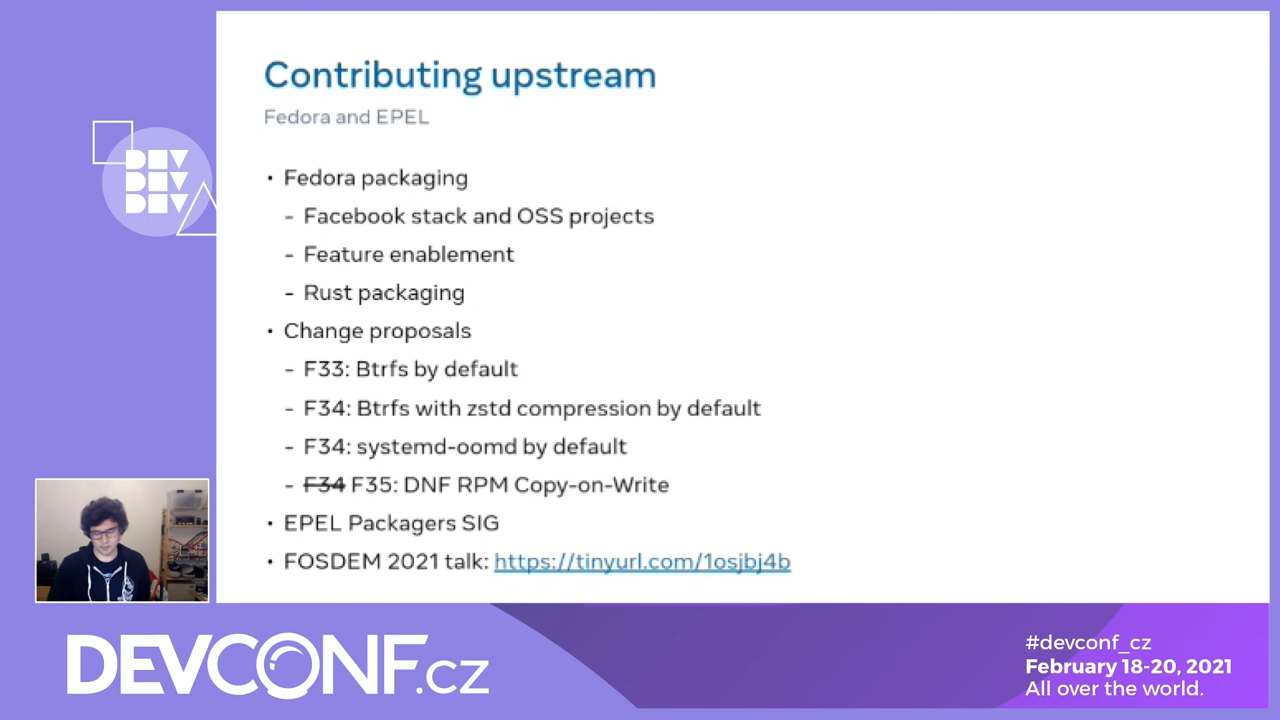 Contributing upstream
Fedora and EPEL
• Fedora packaging
- Facebook stack and OSS projects
- Feature enablement
- Rust packaging
• Change proposals
- F33: Btrfs by default
- F34: Btrfs with zstd compression by default
- F34: systemd-oomd by default
- F34 F35: DNF RPM Copy-on-Write
• EPEL Packagers SIG
• FOSDEM 2021 talk: https://tinyurl.com/1osjbj4b
DEV
DEV
DEV
DEVCONF.cz
#devconf_cz
February 18-20, 2021
All over the world.